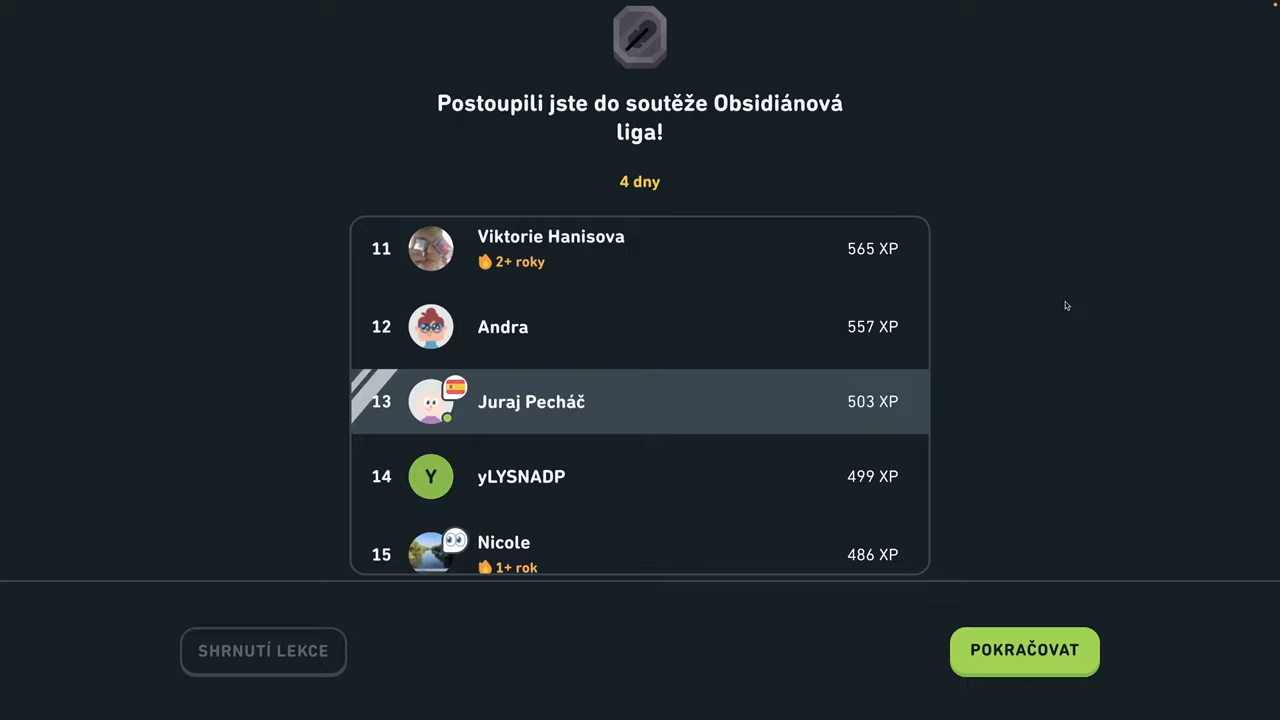 Postoupili jste do soutěže Obsidiánová
liga!
4 dny
11 Viktorie Hanisova 565 XP
2+ roky
12 Andra 557 XP
13 Juraj Pecháč 503 XP
14 Y yLYSNADP 499 XP
15 Nicole 486 XP
1+ rok
SHRNUTÍ LEKCE
POKRAČOVAT